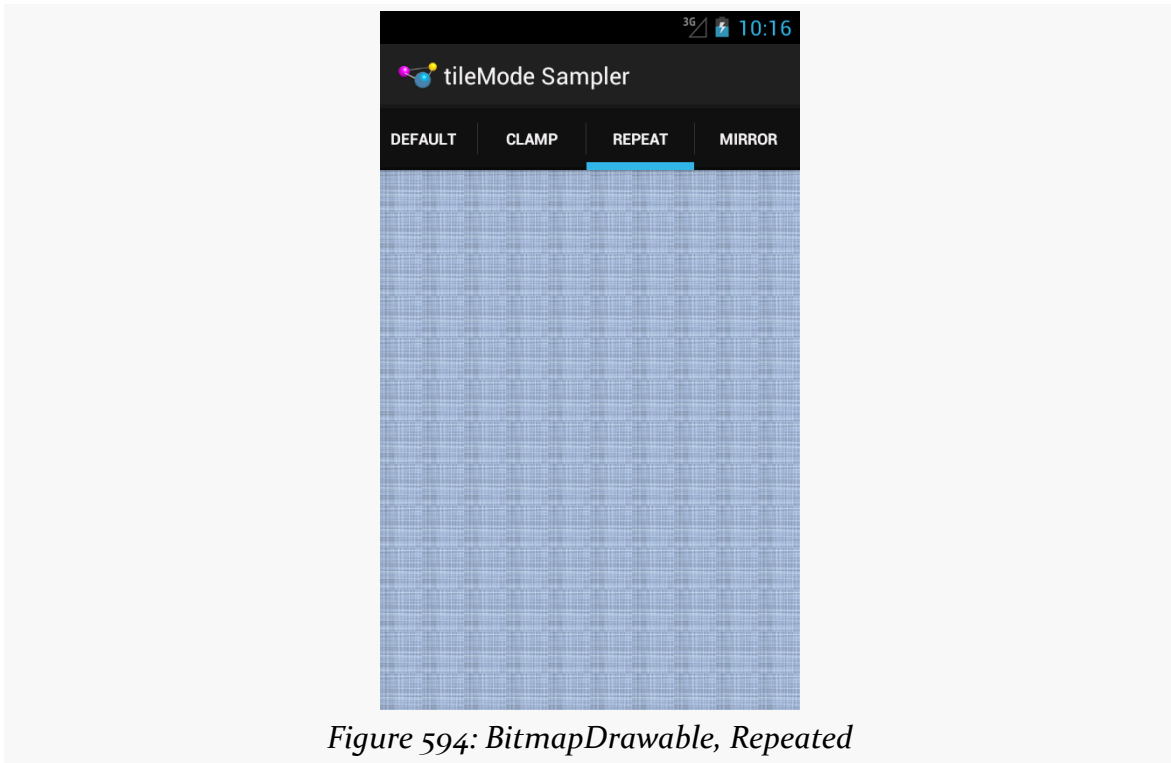 3G 10:16
tileMode Sampler
DEFAULT CLAMP REPEAT MIRROR
Figure 594: BitmapDrawable, Repeated